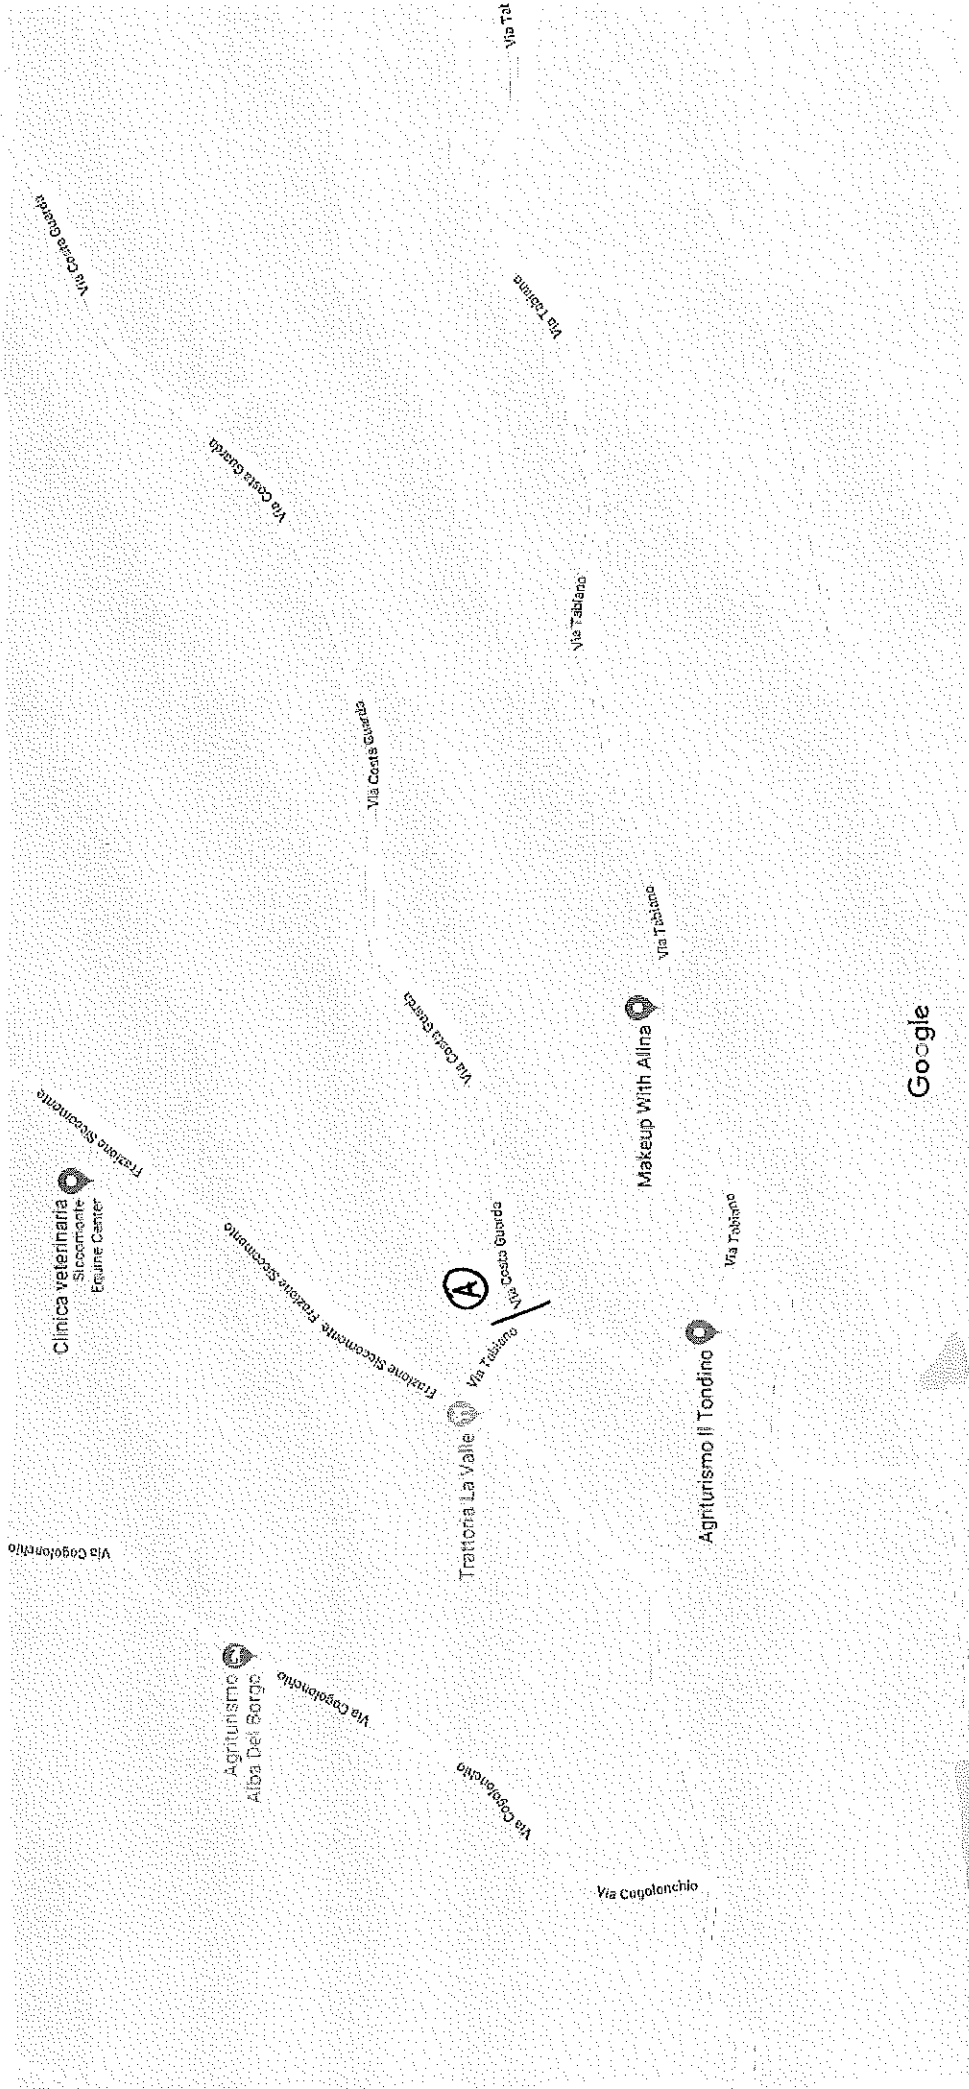 Via Tab
Via Costa Guarda
Via Tabiano
Via Costa Guarda
Via Tabiano
Via Costa Guarda
Via Tabiano
Via Costa Guarda
Makeup With Alina
Frazione Siccomonte
Clinica veterinaria
Siccomonte
Equine Center
Frazione Siccomonte
Frazione Siccomonte
Via Costa Guarda
A
Via Tabiano
Via Tabiano
Trattoria La Valle
Agriturismo Il Tondino
Via Cogolonchio
Agriturismo
Alba Del Borgo
Via Cogolonchio
Via Cogolonchio
Via Cogolonchio
Google